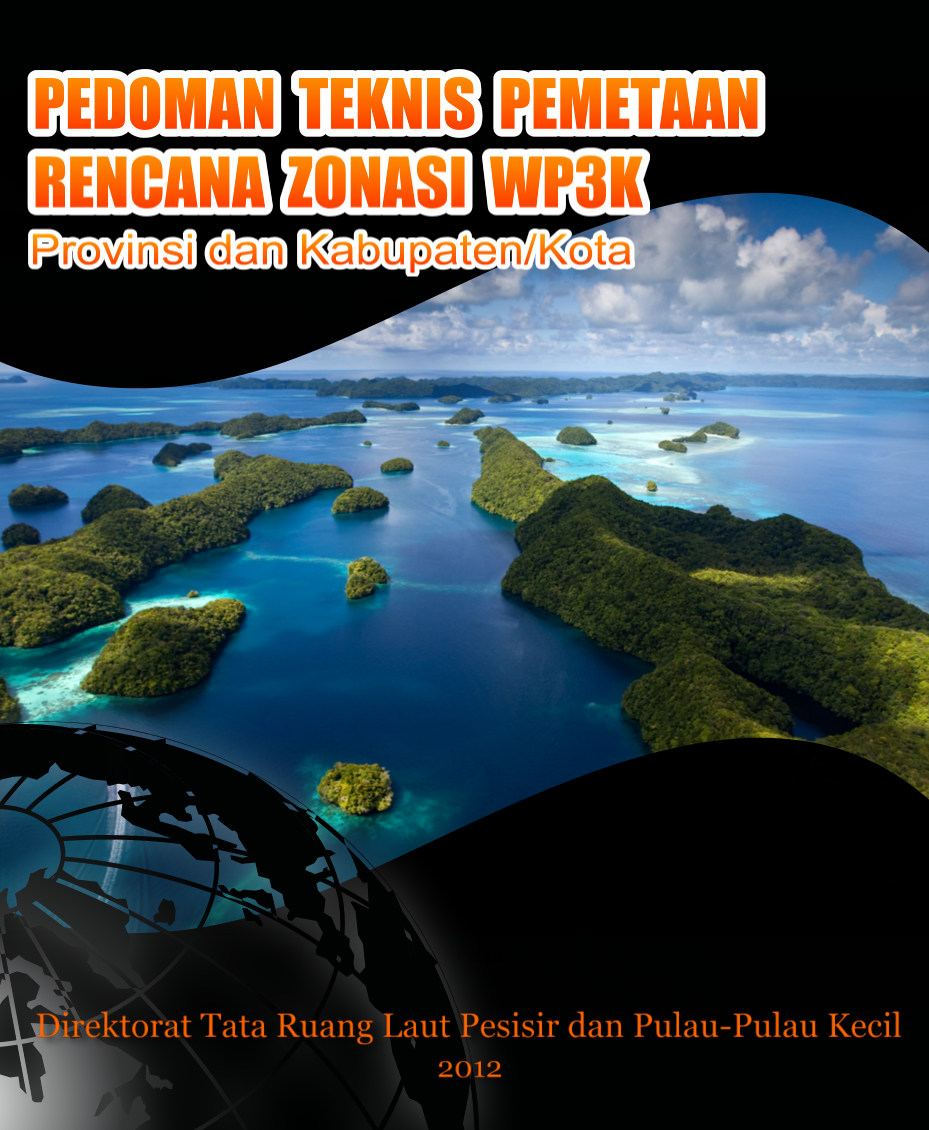 PEDOMAN TEKNIS PEMETAAN
RENCANA ZONASI WP3K
Provinsi dan Kabupaten/Kota
Direktorat Tata Ruang Laut Pesisir dan Pulau-Pulau Kecil
2012